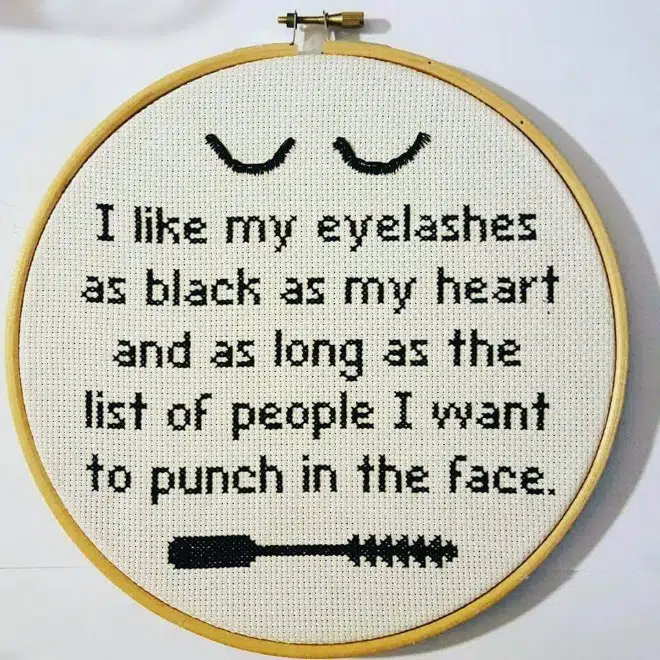 I like my eyelashes
as black as my heart
and as long as the
list of people I want
to punch in the face.